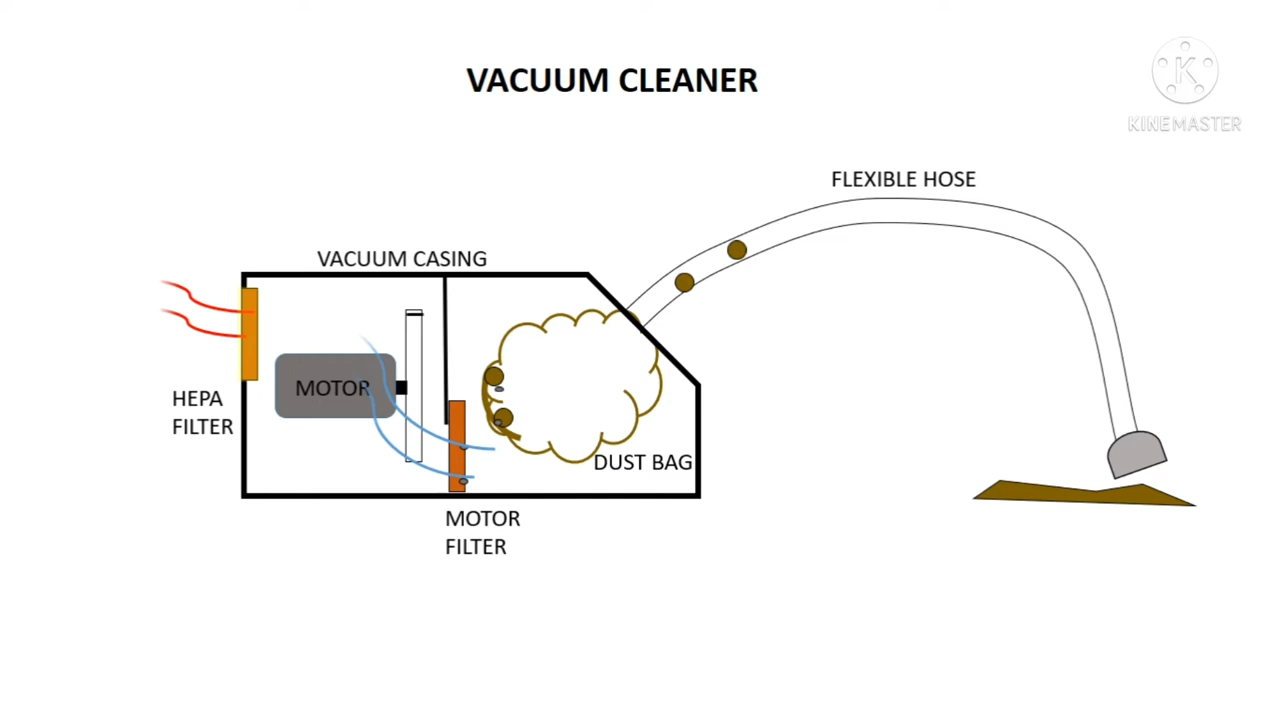 VACUUM CLEANER
K
KINEMASTER
FLEXIBLE HOSE
VACUUM CASING
MOTOR
HEPA
FILTER
DUST BAG
MOTOR
FILTER